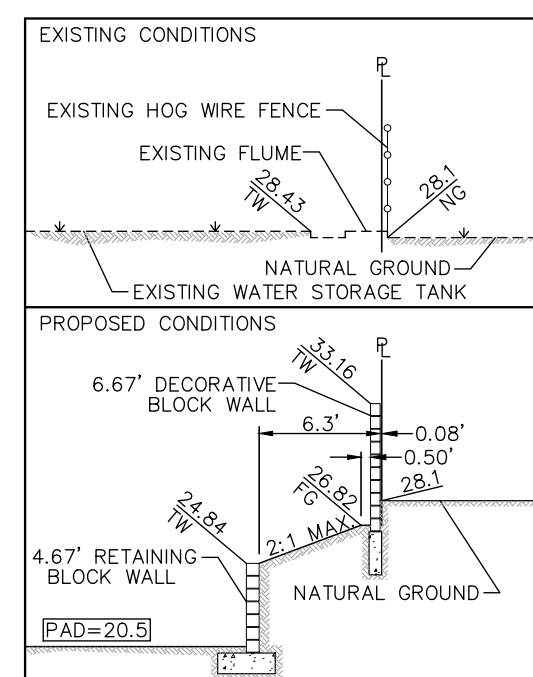 EXISTING CONDITIONS
PL
EXISTING HOG WIRE FENCE
EXISTING FLUME
28.43
TW
28.1
NG
NATURAL GROUND
EXISTING WATER STORAGE TANK
PROPOSED CONDITIONS
PL
33.16
TW
6.67' DECORATIVE
BLOCK WALL
6.3'
0.08'
0.50'
26.82
FG
28.1
24.84
TW
2:1 MAX.
4.67' RETAINING
BLOCK WALL
NATURAL GROUND
PAD=20.5